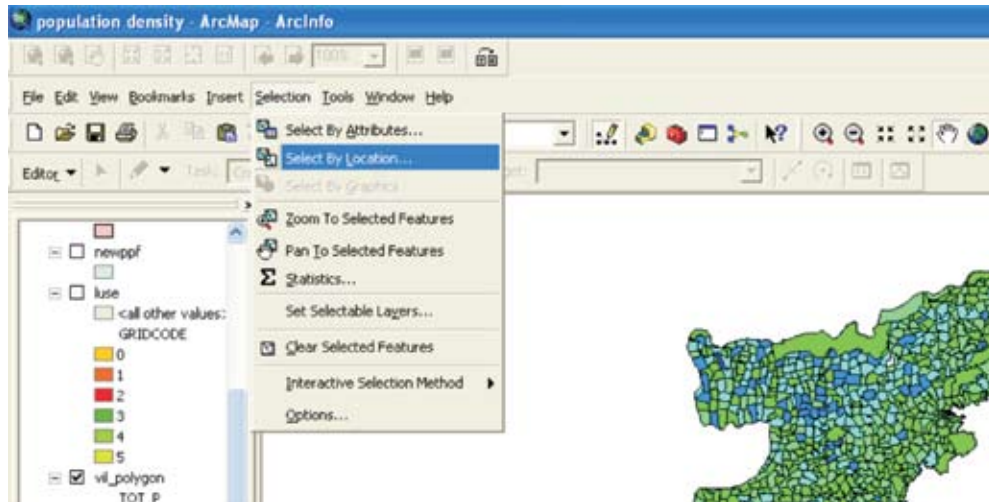 population density - ArcMap - ArcInfo
100%
File Edit View Bookmarks Insert Selection Tools Window Help
Select By Attributes...
Select By Location...
Editor Task:
Select By Graphics
Zoom To Selected Features
Pan To Selected Features
Statistics...
Set Selectable Layers...
Clear Selected Features
Interactive Selection Method
Options...
newppf
luse
<all other values>
GRIDCODE
0
1
2
3
4
5
vil_polygon
TOT_P